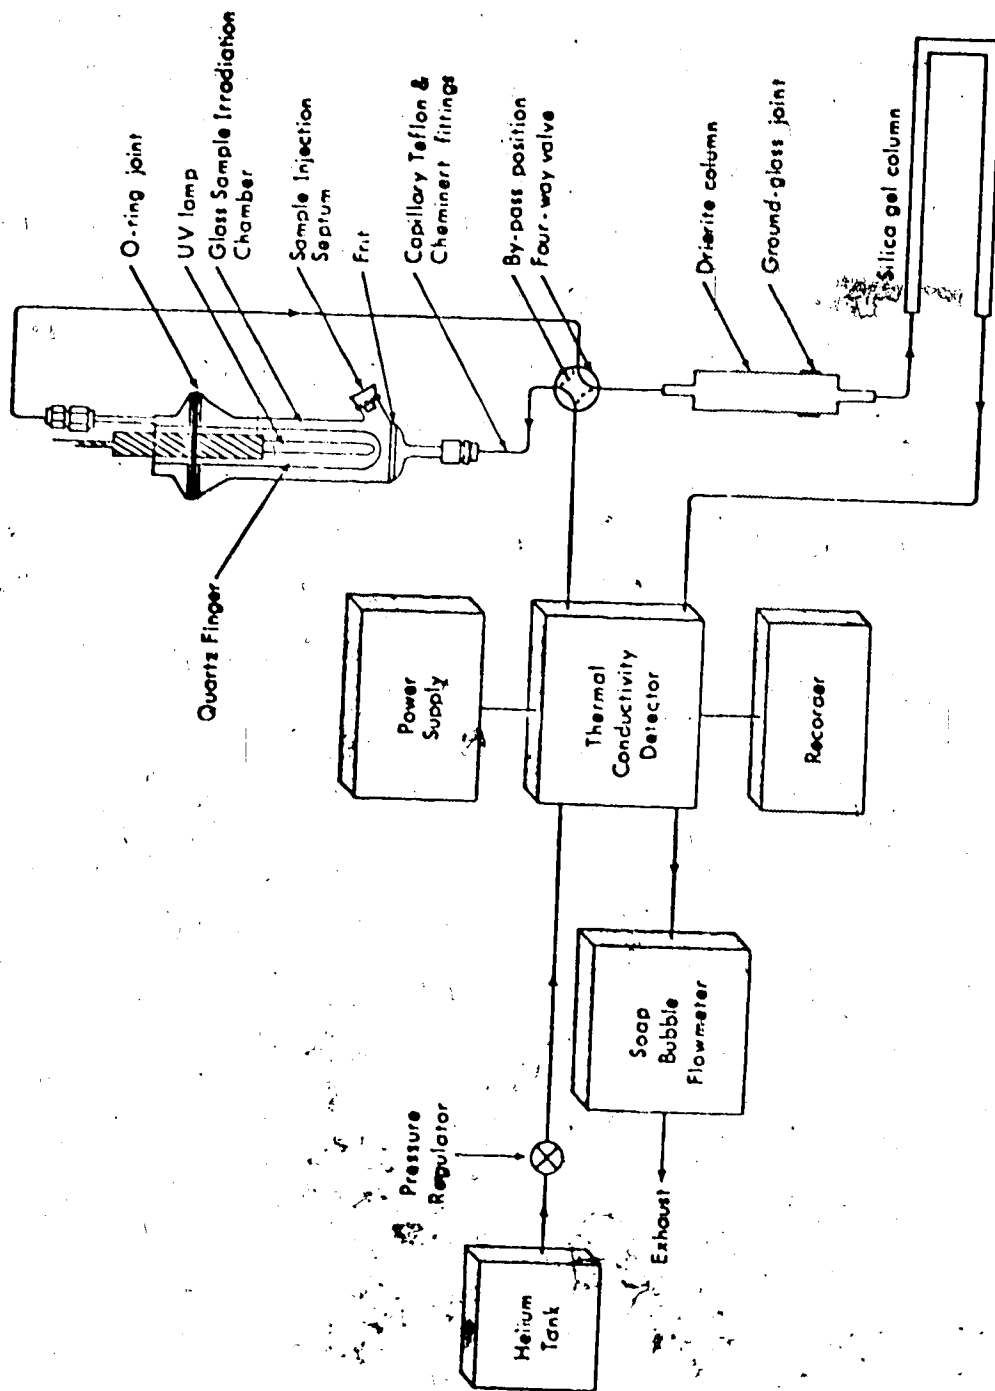 O-ring joint
UV lamp
Glass Sample Irradiation
Chamber
Sample Injection
Septum
Frit
Capillary Teflon &
Cheminert fittings
By-pass position
Four-way valve
Drierite column
Ground-glass joint
Silica gel column
Quartz Finger
Power
Supply
Thermal
Conductivity
Detector
Recorder
Soap
Bubble
Flowmeter
Pressure
Regulator
Exhaust
Helium
Tank